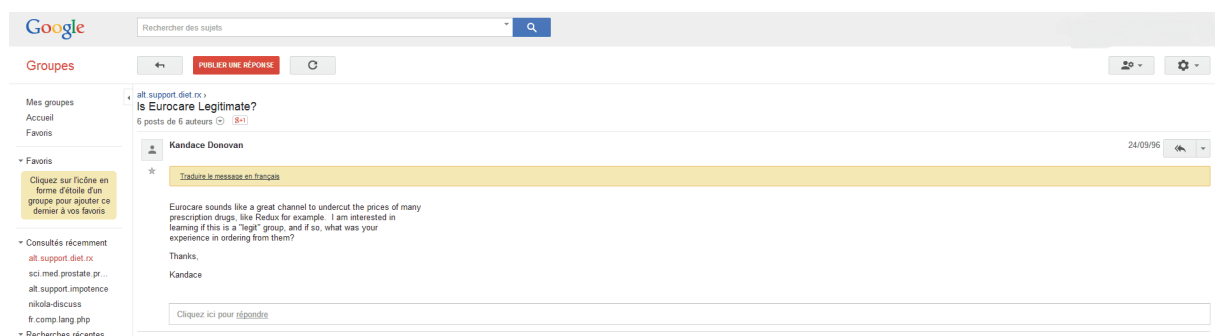 Google
Rechercher des sujets
Groupes
PUBLIER UNE RÉPONSE
Mes groupes
Accueil
Favoris
Favoris
Cliquez sur l'icône en
forme d'étoile d'un
groupe pour ajouter ce
dernier à vos favoris
Consultés récemment
alt.support.diet.rx
sci.med.prostate.pr...
alt.support.impotence
nikola-discuss
fr.comp.lang.php
Recherches récentes
alt.support.diet.rx ›
Is Eurocare Legitimate?
6 posts de 6 auteurs
g+1
Kandace Donovan
24/09/96
Traduire le message en français
Eurocare sounds like a great channel to undercut the prices of many
prescription drugs, like Redux for example. I am interested in
learning if this is a "legit" group, and if so, what was your
experience in ordering from them?
Thanks,
Kandace
Cliquez ici pour répondre